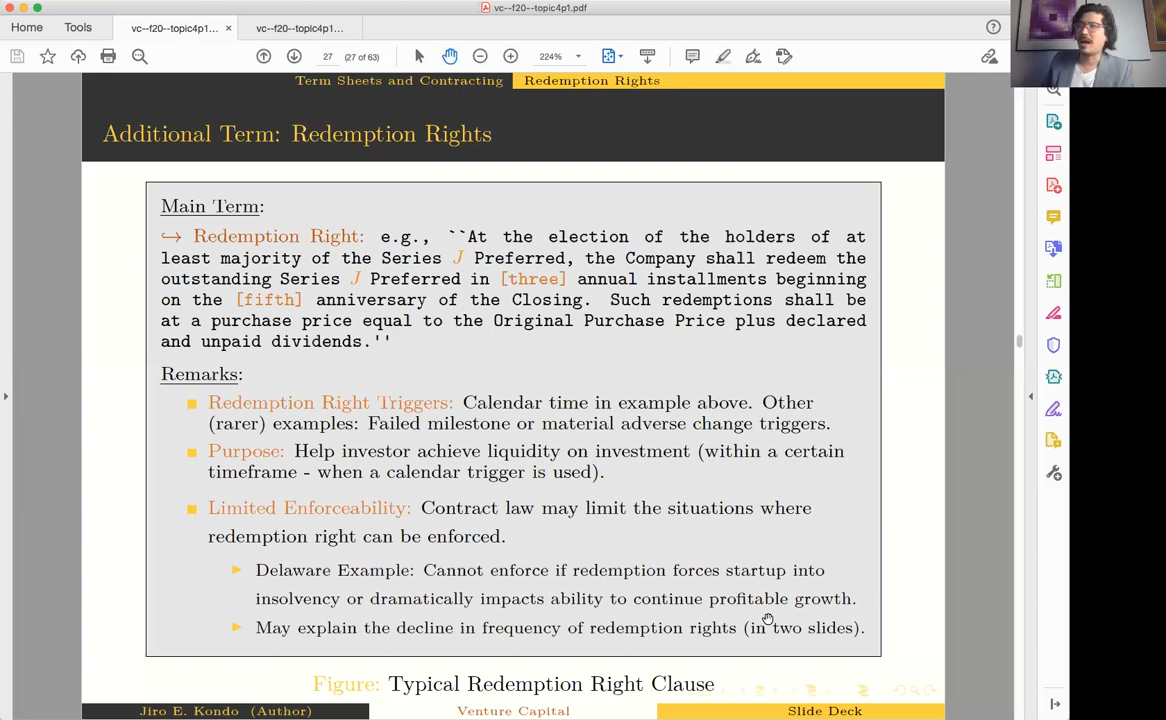 vc--f20--topic4p1.pdf
Home
Tools
vc--f20--topic4p1... ×
vc--f20--topic4p1...
27 (27 of 63)
224%
Term Sheets and Contracting
Redemption Rights
Additional Term: Redemption Rights
Main Term:
↪ Redemption Right: e.g., ``At the election of the holders of at
least majority of the Series J Preferred, the Company shall redeem the
outstanding Series J Preferred in [three] annual installments beginning
on the [fifth] anniversary of the Closing. Such redemptions shall be
at a purchase price equal to the Original Purchase Price plus declared
and unpaid dividends.''
Remarks:
Redemption Right Triggers: Calendar time in example above. Other
(rarer) examples: Failed milestone or material adverse change triggers.
Purpose: Help investor achieve liquidity on investment (within a certain
timeframe - when a calendar trigger is used).
Limited Enforceability: Contract law may limit the situations where
redemption right can be enforced.
Delaware Example: Cannot enforce if redemption forces startup into
insolvency or dramatically impacts ability to continue profitable growth.
May explain the decline in frequency of redemption rights (in two slides).
Figure: Typical Redemption Right Clause
Jiro E. Kondo (Author)
Venture Capital
Slide Deck